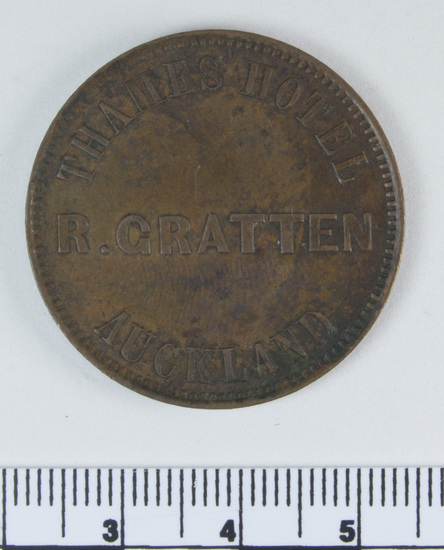 THAMES HOTEL
R. GRATTEN
AUCKLAND
3 4 5